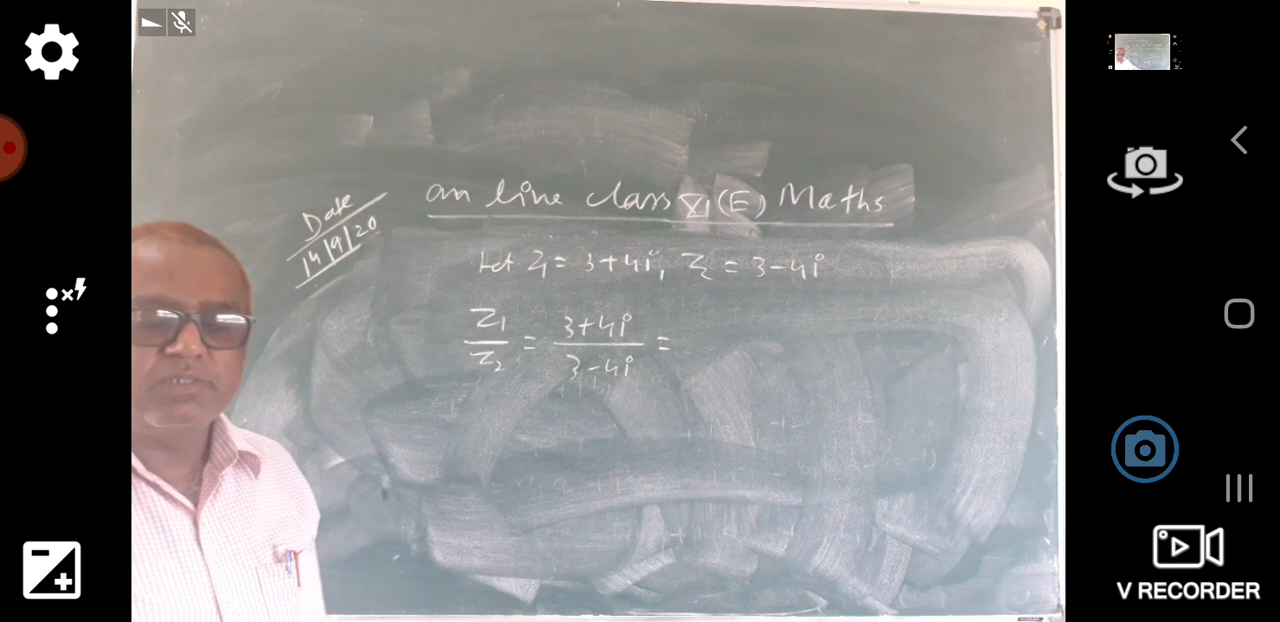 an line class XI(E) Maths
Date
14/9/20
Let Z1 = 3+4i, Z2 = 3-4i
Z1/Z2 = 3+4i/3-4i =
V RECORDER